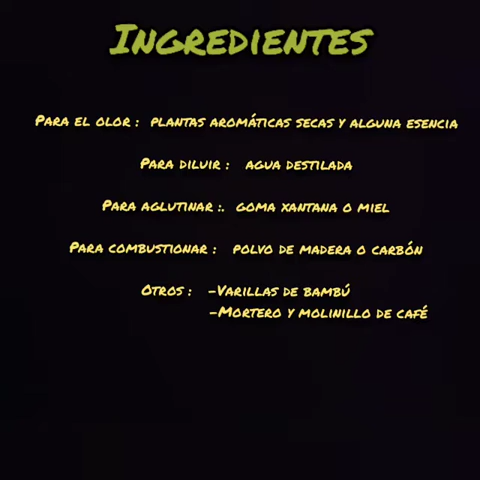 INGREDIENTES
PARA EL OLOR : PLANTAS AROMÁTICAS SECAS Y ALGUNA ESENCIA
PARA DILUIR : AGUA DESTILADA
PARA AGLUTINAR :. GOMA XANTANA O MIEL
PARA COMBUSTIONAR : POLVO DE MADERA O CARBÓN
OTROS : -VARILLAS DE BAMBÚ
-MORTERO Y MOLINILLO DE CAFÉ